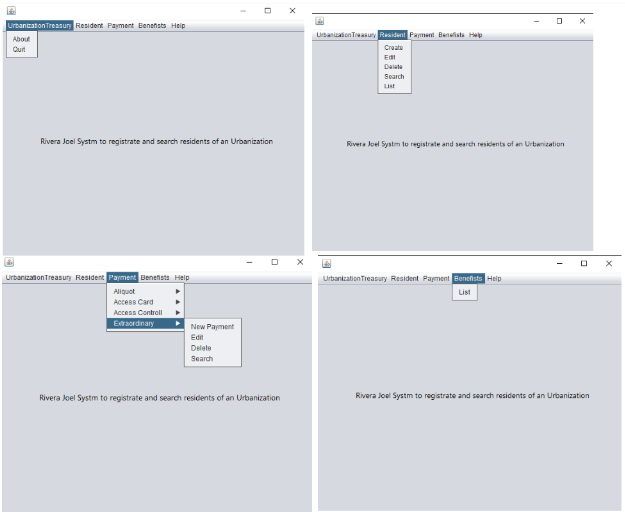 UrbanizationTreasury Resident Payment Benefists Help
About
Quit
Rivera Joel Systm to registrate and search residents of an Urbanization
UrbanizationTreasury Resident Payment Benefists Help
Create
Edit
Delete
Search
List
Rivera Joel Systm to registrate and search residents of an Urbanization
UrbanizationTreasury Resident Payment Benefists Help
Aliquot
Access Card
Access Controll
Extraordinary
New Payment
Edit
Delete
Search
Rivera Joel Systm to registrate and search residents of an Urbanization
UrbanizationTreasury Resident Payment Benefists Help
List
Rivera Joel Systm to registrate and search residents of an Urbanization